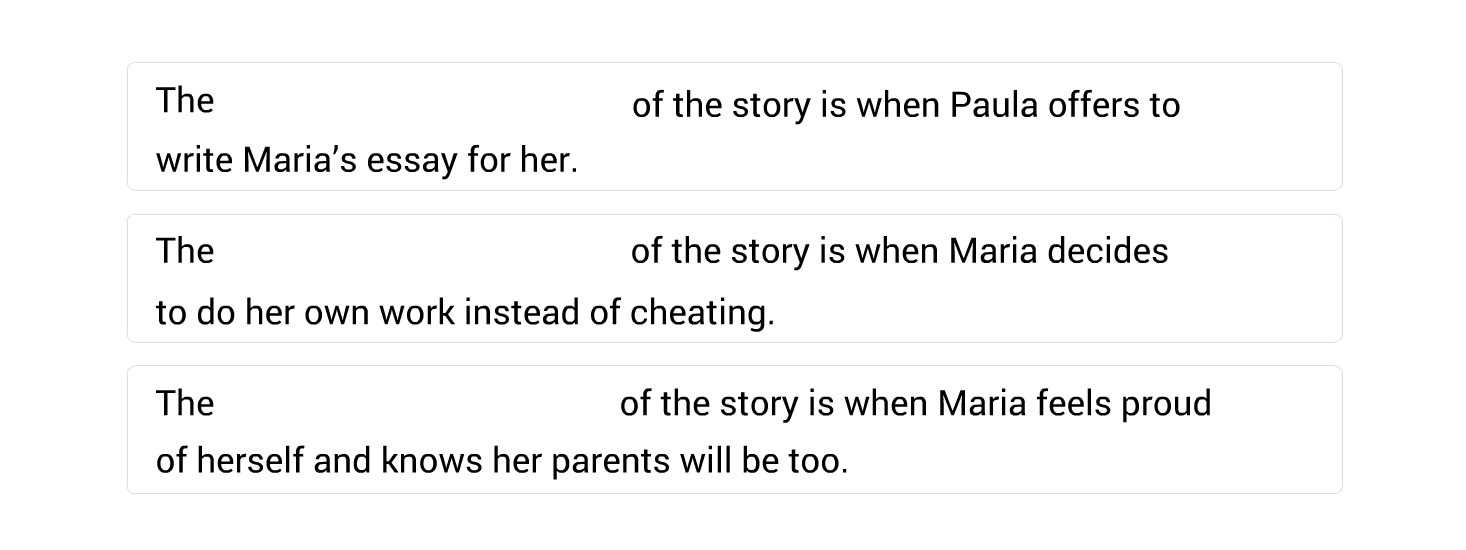 The of the story is when Paula offers to
write Maria’s essay for her.
The of the story is when Maria decides
to do her own work instead of cheating.
The of the story is when Maria feels proud
of herself and knows her parents will be too.